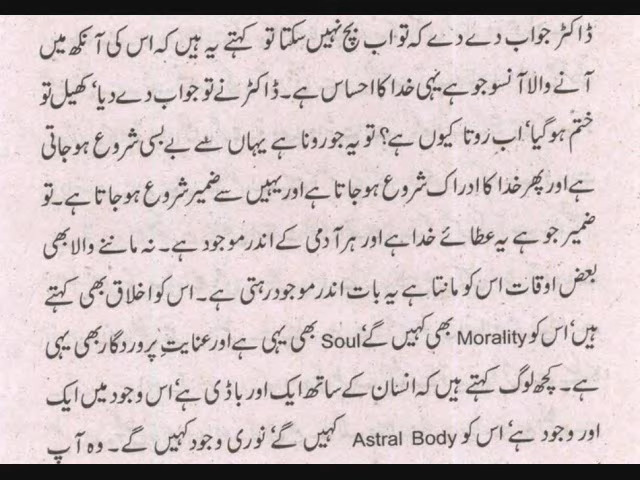 ڈاکٹر جواب دے دے کہ تو اب بچ نہیں سکتا تو کہتے یہ ہیں کہ اس کی آنکھ میں
آنے والا آنسو جو ہے یہی خدا کا احساس ہے۔ ڈاکٹر نے تو جواب دے دیا، کھیل تو
ختم ہو گیا، اب روتا کیوں ہے؟ تو یہ جو رونا ہے یہاں سے بے بسی شروع ہو جاتی
ہے اور پھر خدا کا ادراک شروع ہو جاتا ہے اور یہیں سے ضمیر شروع ہو جاتا ہے۔ تو
ضمیر جو ہے یہ عطائے خدا ہے اور ہر آدمی کے اندر موجود ہے۔ نہ ماننے والا بھی
بعض اوقات اس کو مانتا ہے یہ بات اندر موجود رہتی ہے۔ اس کو اخلاق بھی کہتے
ہیں، اس کو Morality بھی کہیں گے، Soul بھی یہی ہے اور عنایتِ پروردگار بھی یہی
ہے۔ کچھ لوگ کہتے ہیں کہ انسان کے ساتھ ایک اور باڈی ہے، اس وجود میں ایک
اور وجود ہے، اس کو Astral Body کہیں گے، نوری وجود کہیں گے۔ وہ آپ